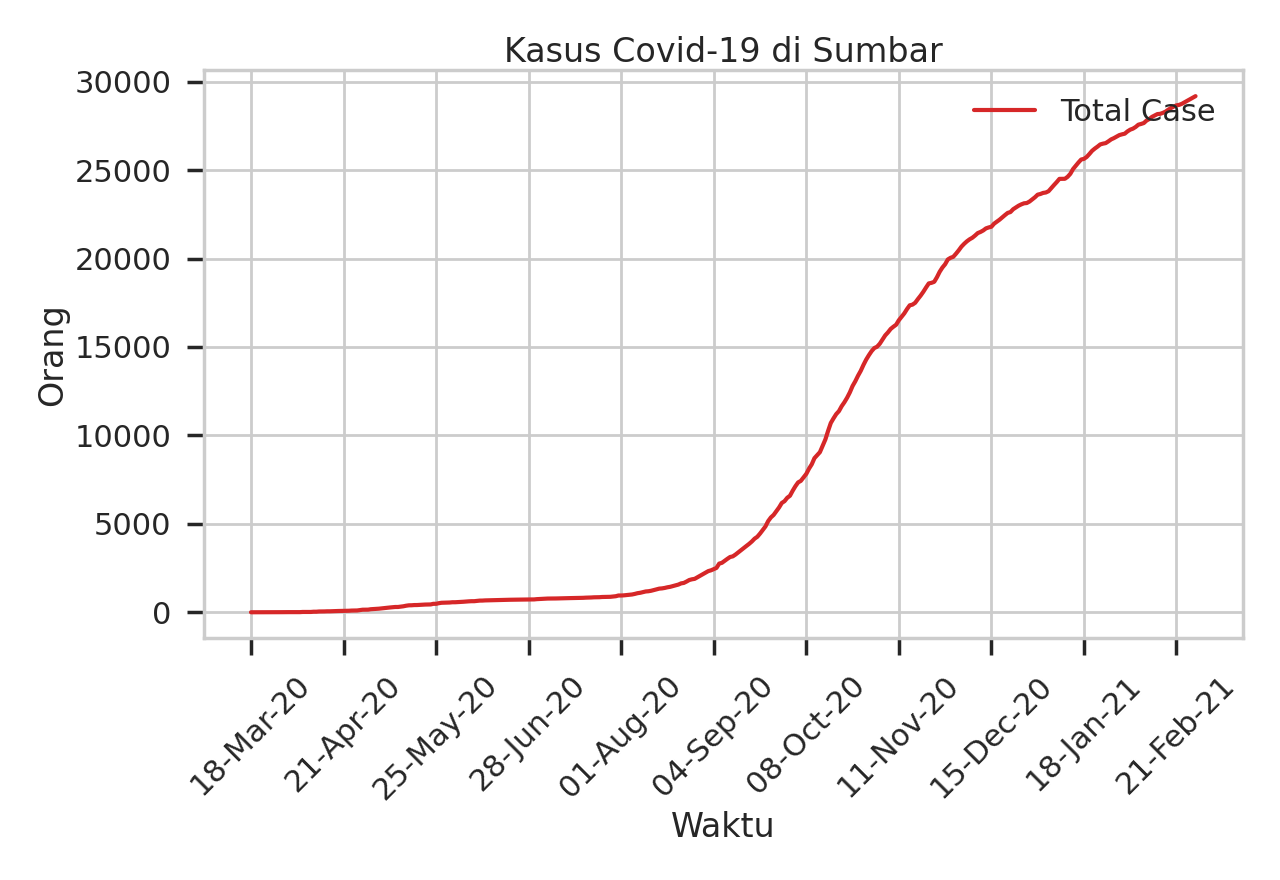 Kasus Covid-19 di Sumbar
Total Case
Orang
30000
25000
20000
15000
10000
5000
0
18-Mar-20
21-Apr-20
25-May-20
28-Jun-20
01-Aug-20
04-Sep-20
08-Oct-20
11-Nov-20
15-Dec-20
18-Jan-21
21-Feb-21
Waktu